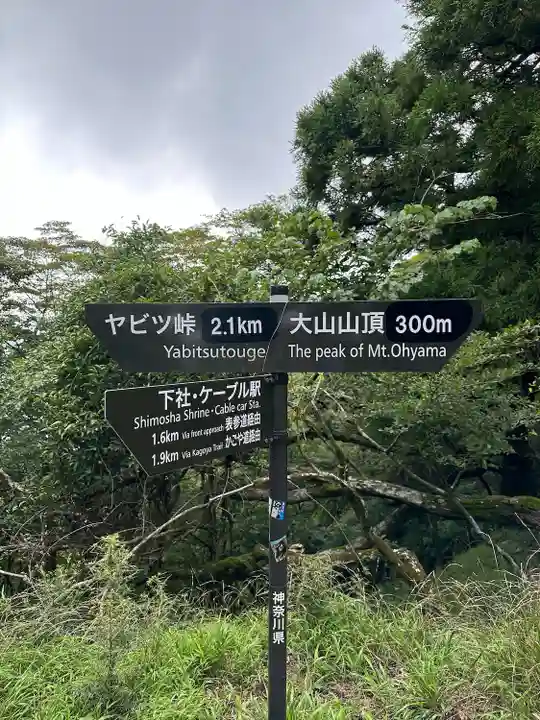 ヤビツ峠 2.1km
Yabitsutouge
大山山頂 300m
The peak of Mt.Ohyama
下社・ケーブル駅
Shimosha Shrine・Cable car Sta.
1.6km Via front approach 表参道経由
1.9km Via Kagoya Trail かごや道経由
神奈川県